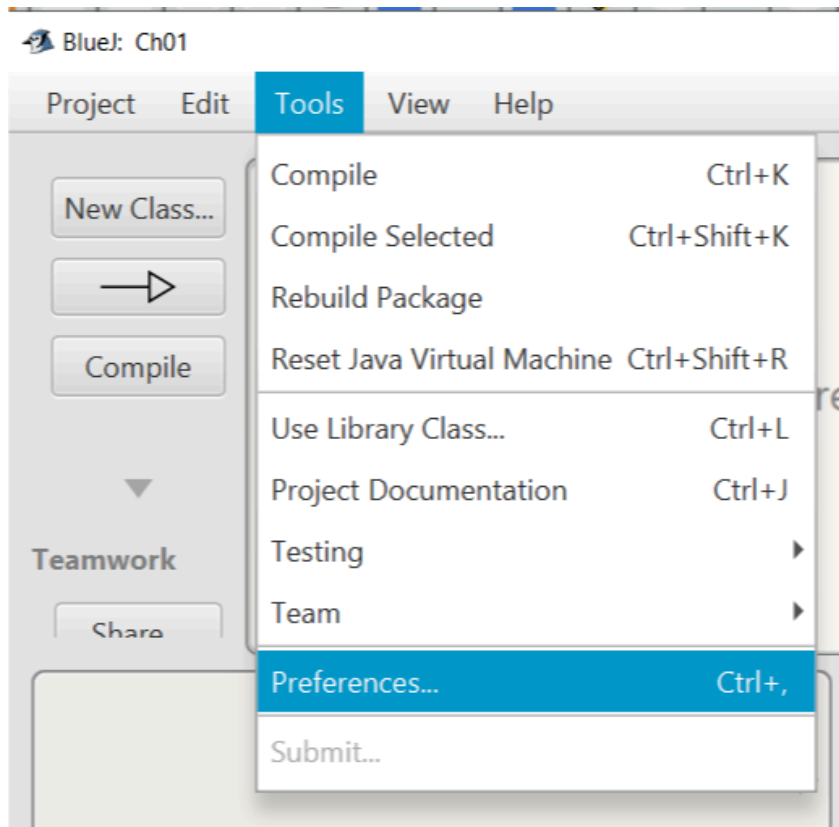 BlueJ: Ch01
Project Edit Tools View Help
New Class...
Compile
Teamwork
Share
Compile Ctrl+K
Compile Selected Ctrl+Shift+K
Rebuild Package
Reset Java Virtual Machine Ctrl+Shift+R
Use Library Class... Ctrl+L
Project Documentation Ctrl+J
Testing
Team
Preferences... Ctrl+,
Submit...